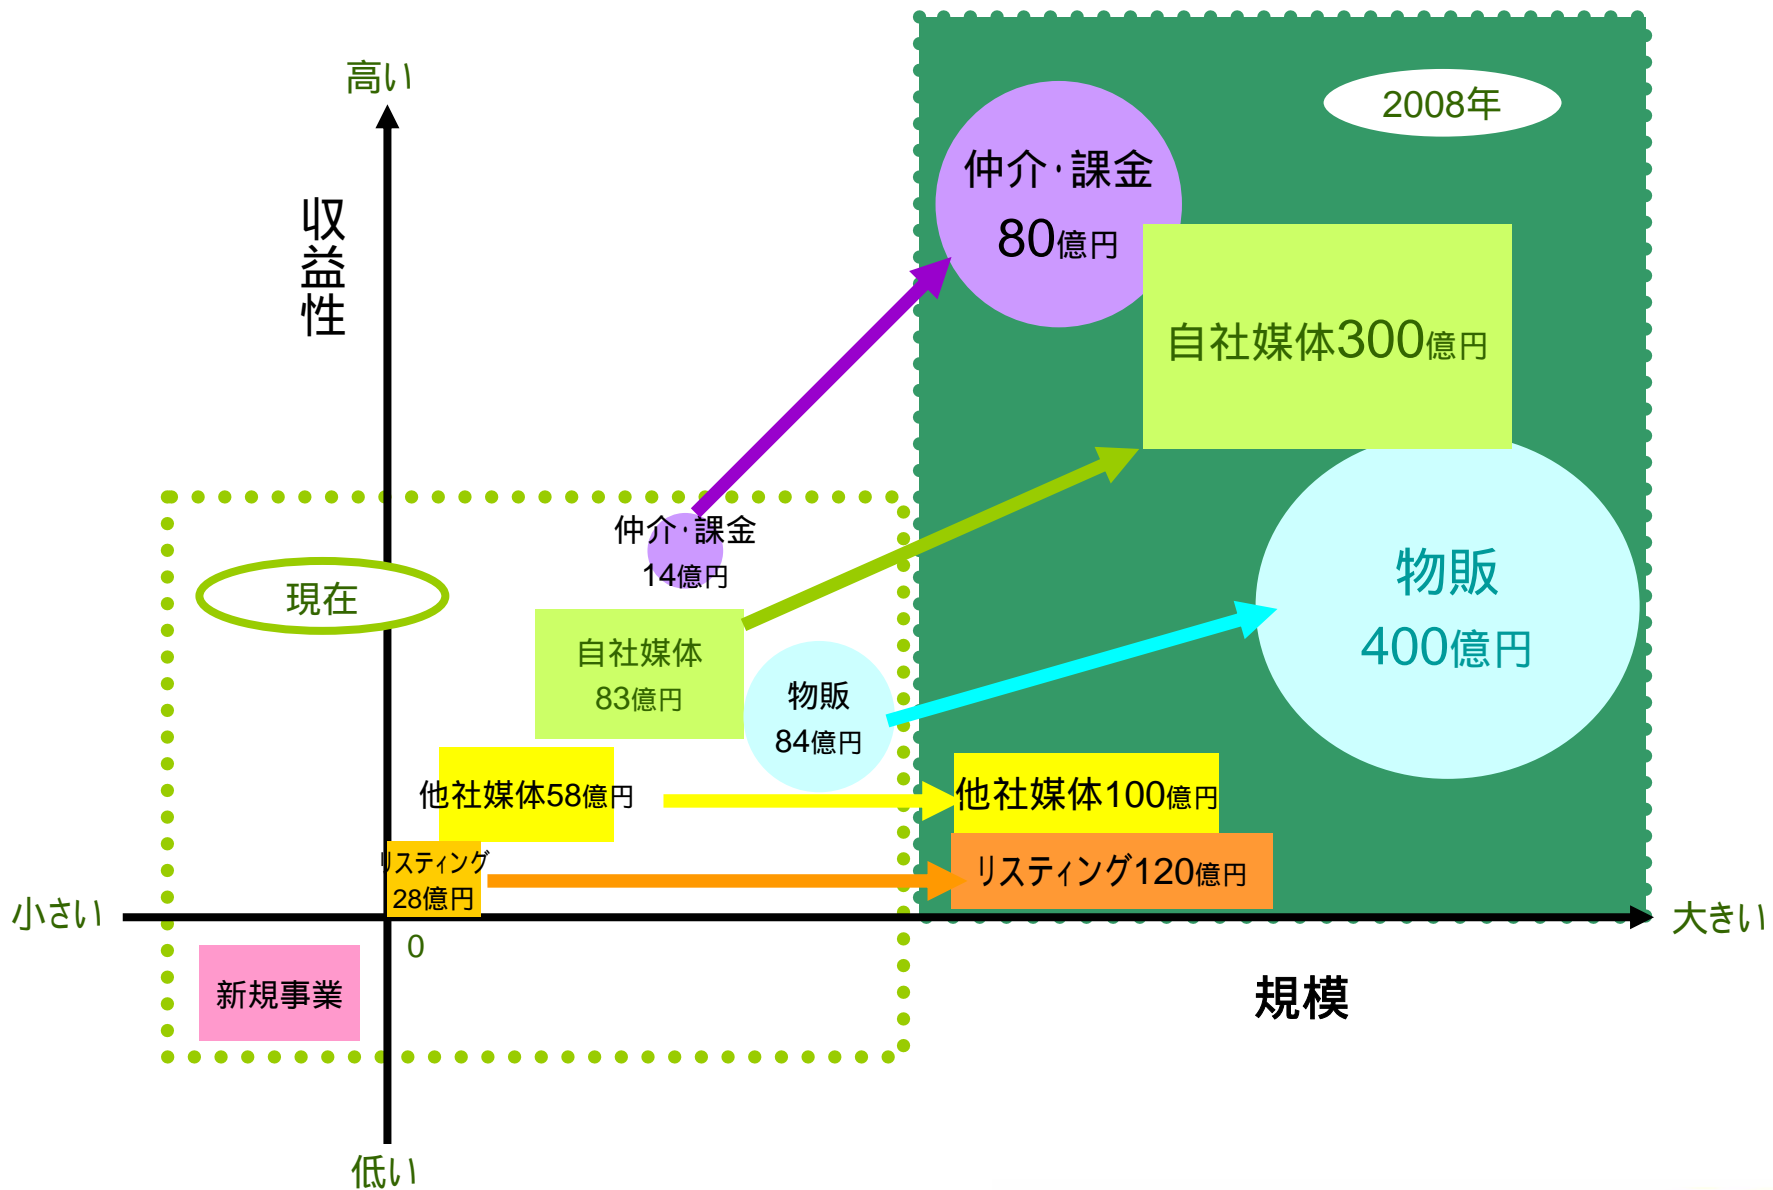 高い
2008年
仲介・課金
80億円
収益性
自社媒体300億円
仲介・課金
14億円
現在
物販
400億円
自社媒体
83億円
物販
84億円
他社媒体58億円
他社媒体100億円
リスティング
28億円
リスティング120億円
小さい
大きい
0
新規事業
規模
低い